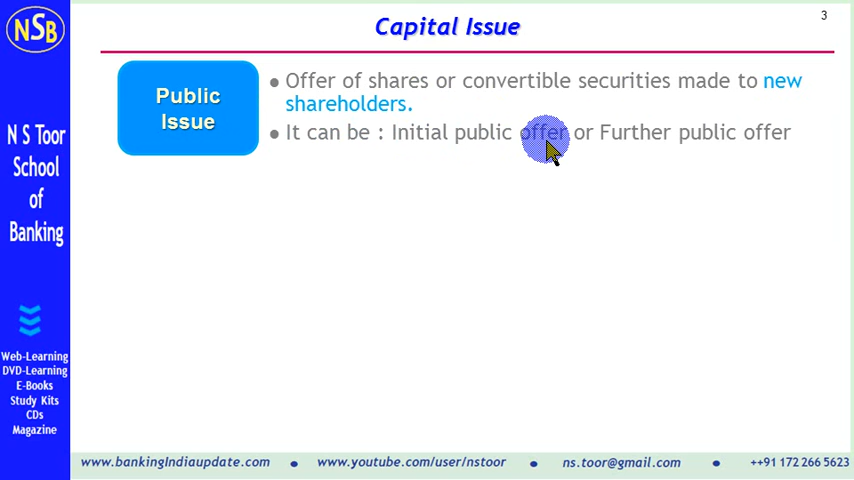 NSB
3
Capital Issue
Public
Issue
Offer of shares or convertible securities made to new
shareholders.
It can be : Initial public offer or Further public offer
N S Toor
School
of
Banking
Web-Learning
DVD-Learning
E-Books
Study Kits
CDs
Magazine
www.bankingIndiaupdate.com
www.youtube.com/user/nstoor
ns.toor@gmail.com
++91 172 266 5623